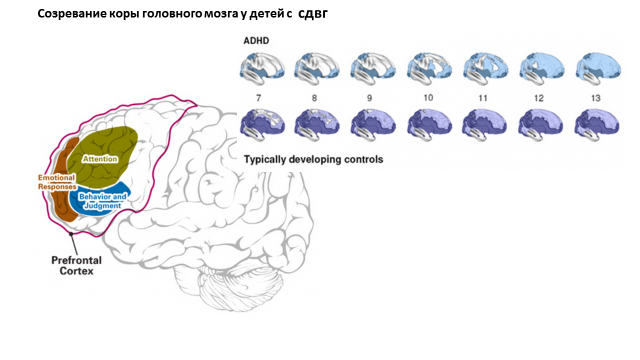 Созревание коры головного мозга у детей с сдвг
ADHD
7 8 9 10 11 12 13
Typically developing controls
Attention
Emotional
Responses
Behavior and
Judgment
Prefrontal
Cortex